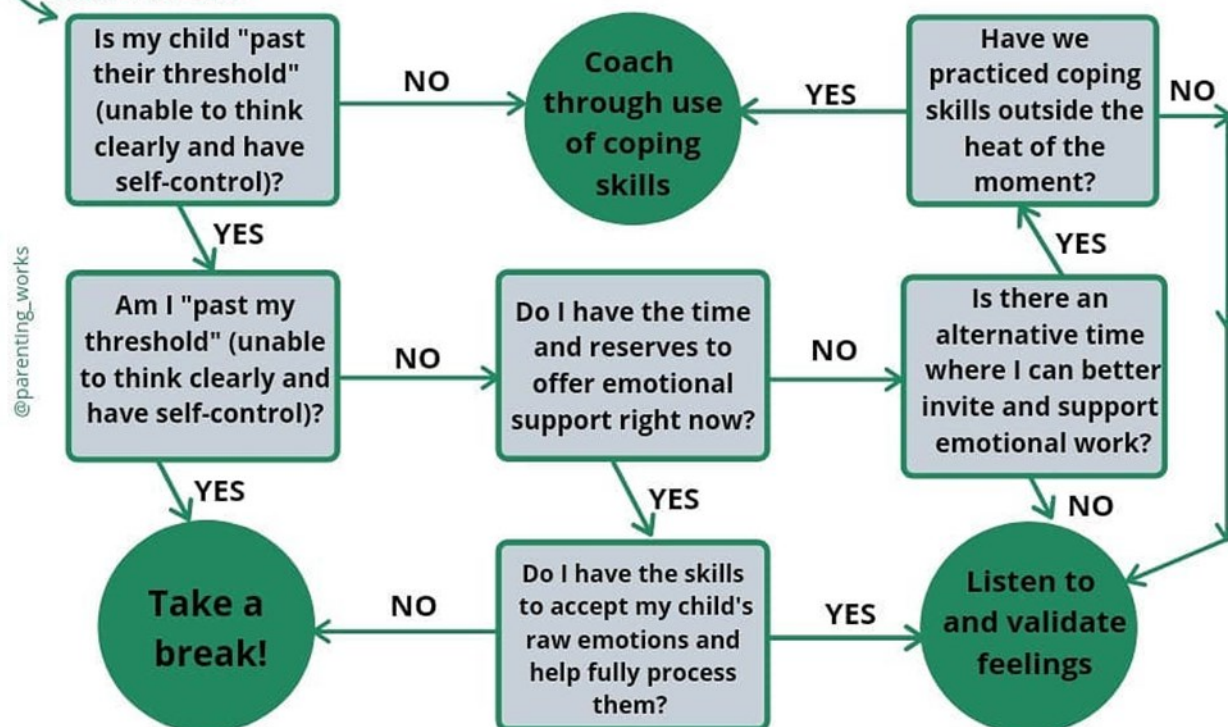 Is my child "past
their threshold"
(unable to think
clearly and have
self-control)?
NO
Coach
through use
of coping
skills
YES
Have we
practiced coping
skills outside the
heat of the
moment?
NO
YES
YES
@parenting_works
Am I "past my
threshold" (unable
to think clearly and
have self-control)?
NO
Do I have the time
and reserves to
offer emotional
support right now?
NO
Is there an
alternative time
where I can better
invite and support
emotional work?
YES
YES
NO
Take a
break!
NO
Do I have the skills
to accept my child's
raw emotions and
help fully process
them?
YES
Listen to
and validate
feelings